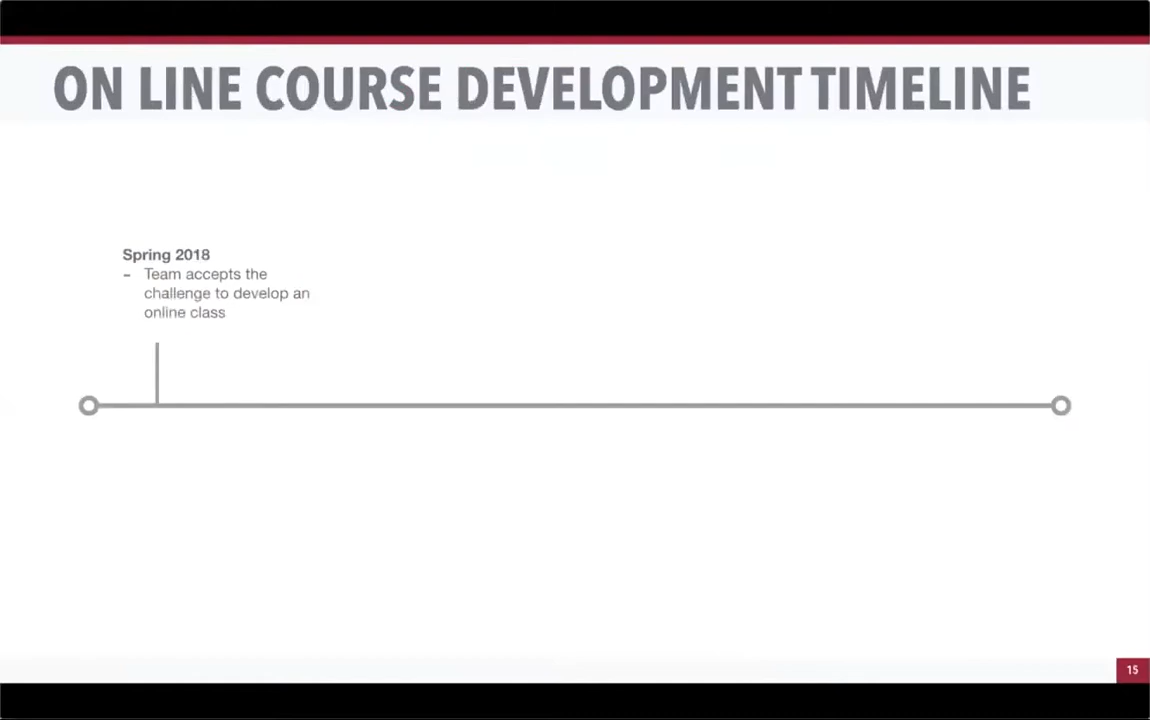 ON LINE COURSE DEVELOPMENT TIMELINE
Spring 2018
- Team accepts the
challenge to develop an
online class
15